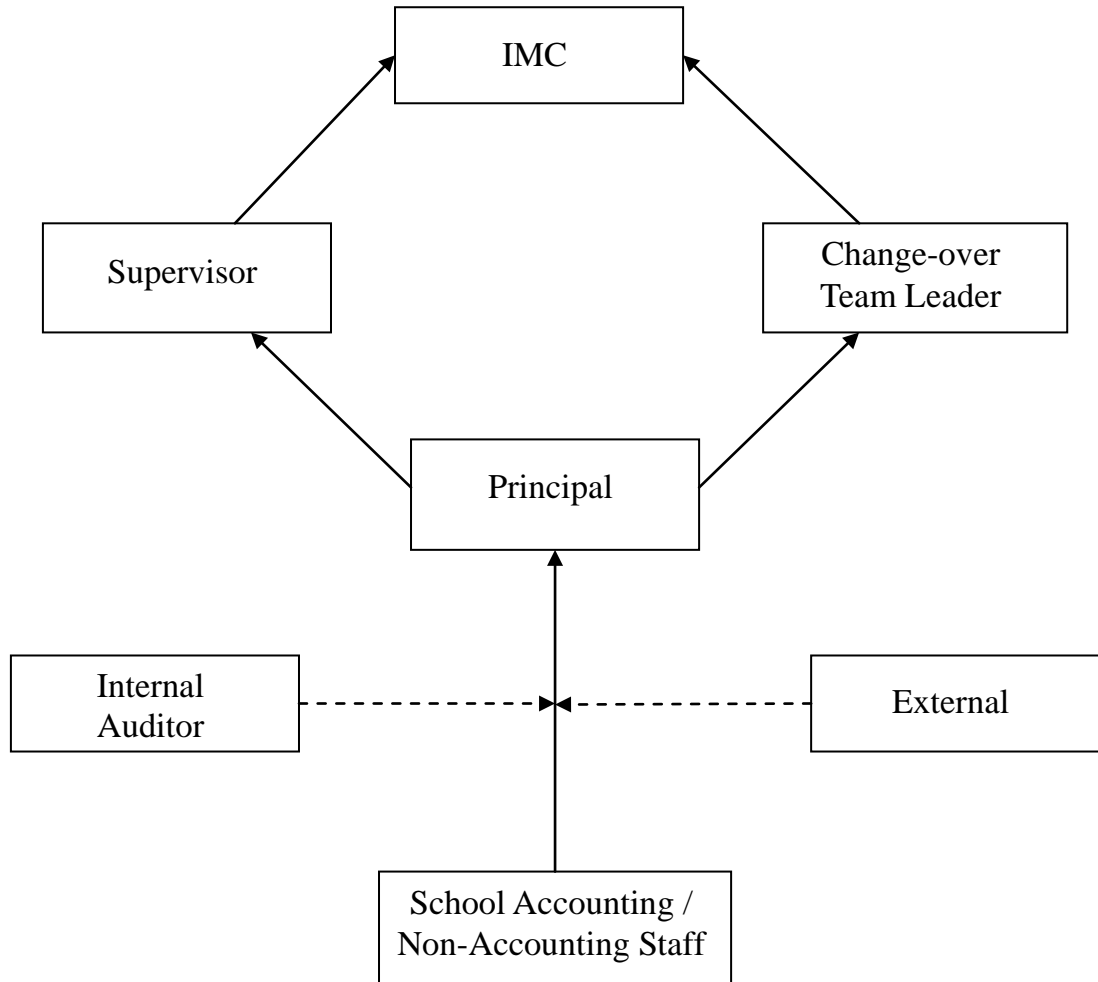 IMC
Supervisor
Change-over
Team Leader
Principal
Internal
Auditor
External
School Accounting /
Non-Accounting Staff